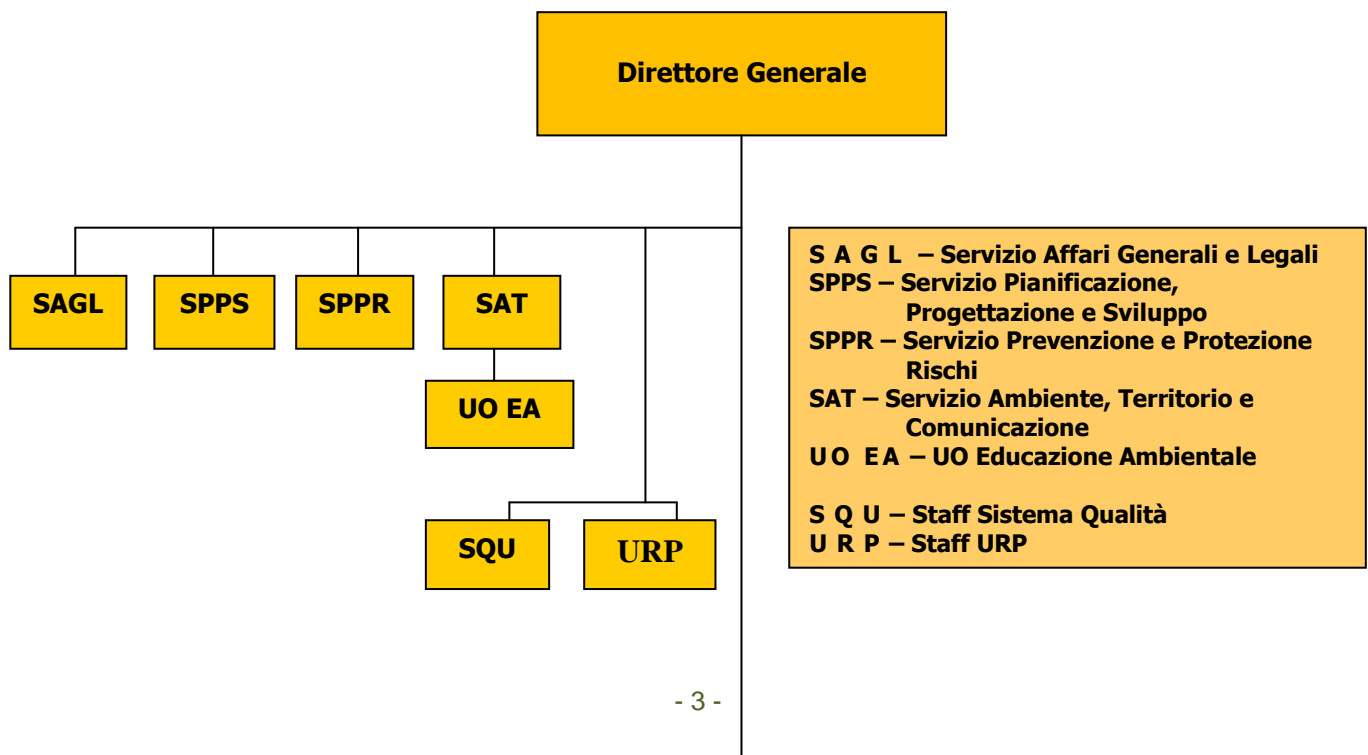 Direttore Generale
SAGL
SPPS
SPPR
SAT
UO EA
SQU
URP
S A G L – Servizio Affari Generali e Legali
SPPS – Servizio Pianificazione,
Progettazione e Sviluppo
SPPR – Servizio Prevenzione e Protezione
Rischi
SAT – Servizio Ambiente, Territorio e
Comunicazione
U O E A – UO Educazione Ambientale
S Q U – Staff Sistema Qualità
U R P – Staff URP
- 3 -